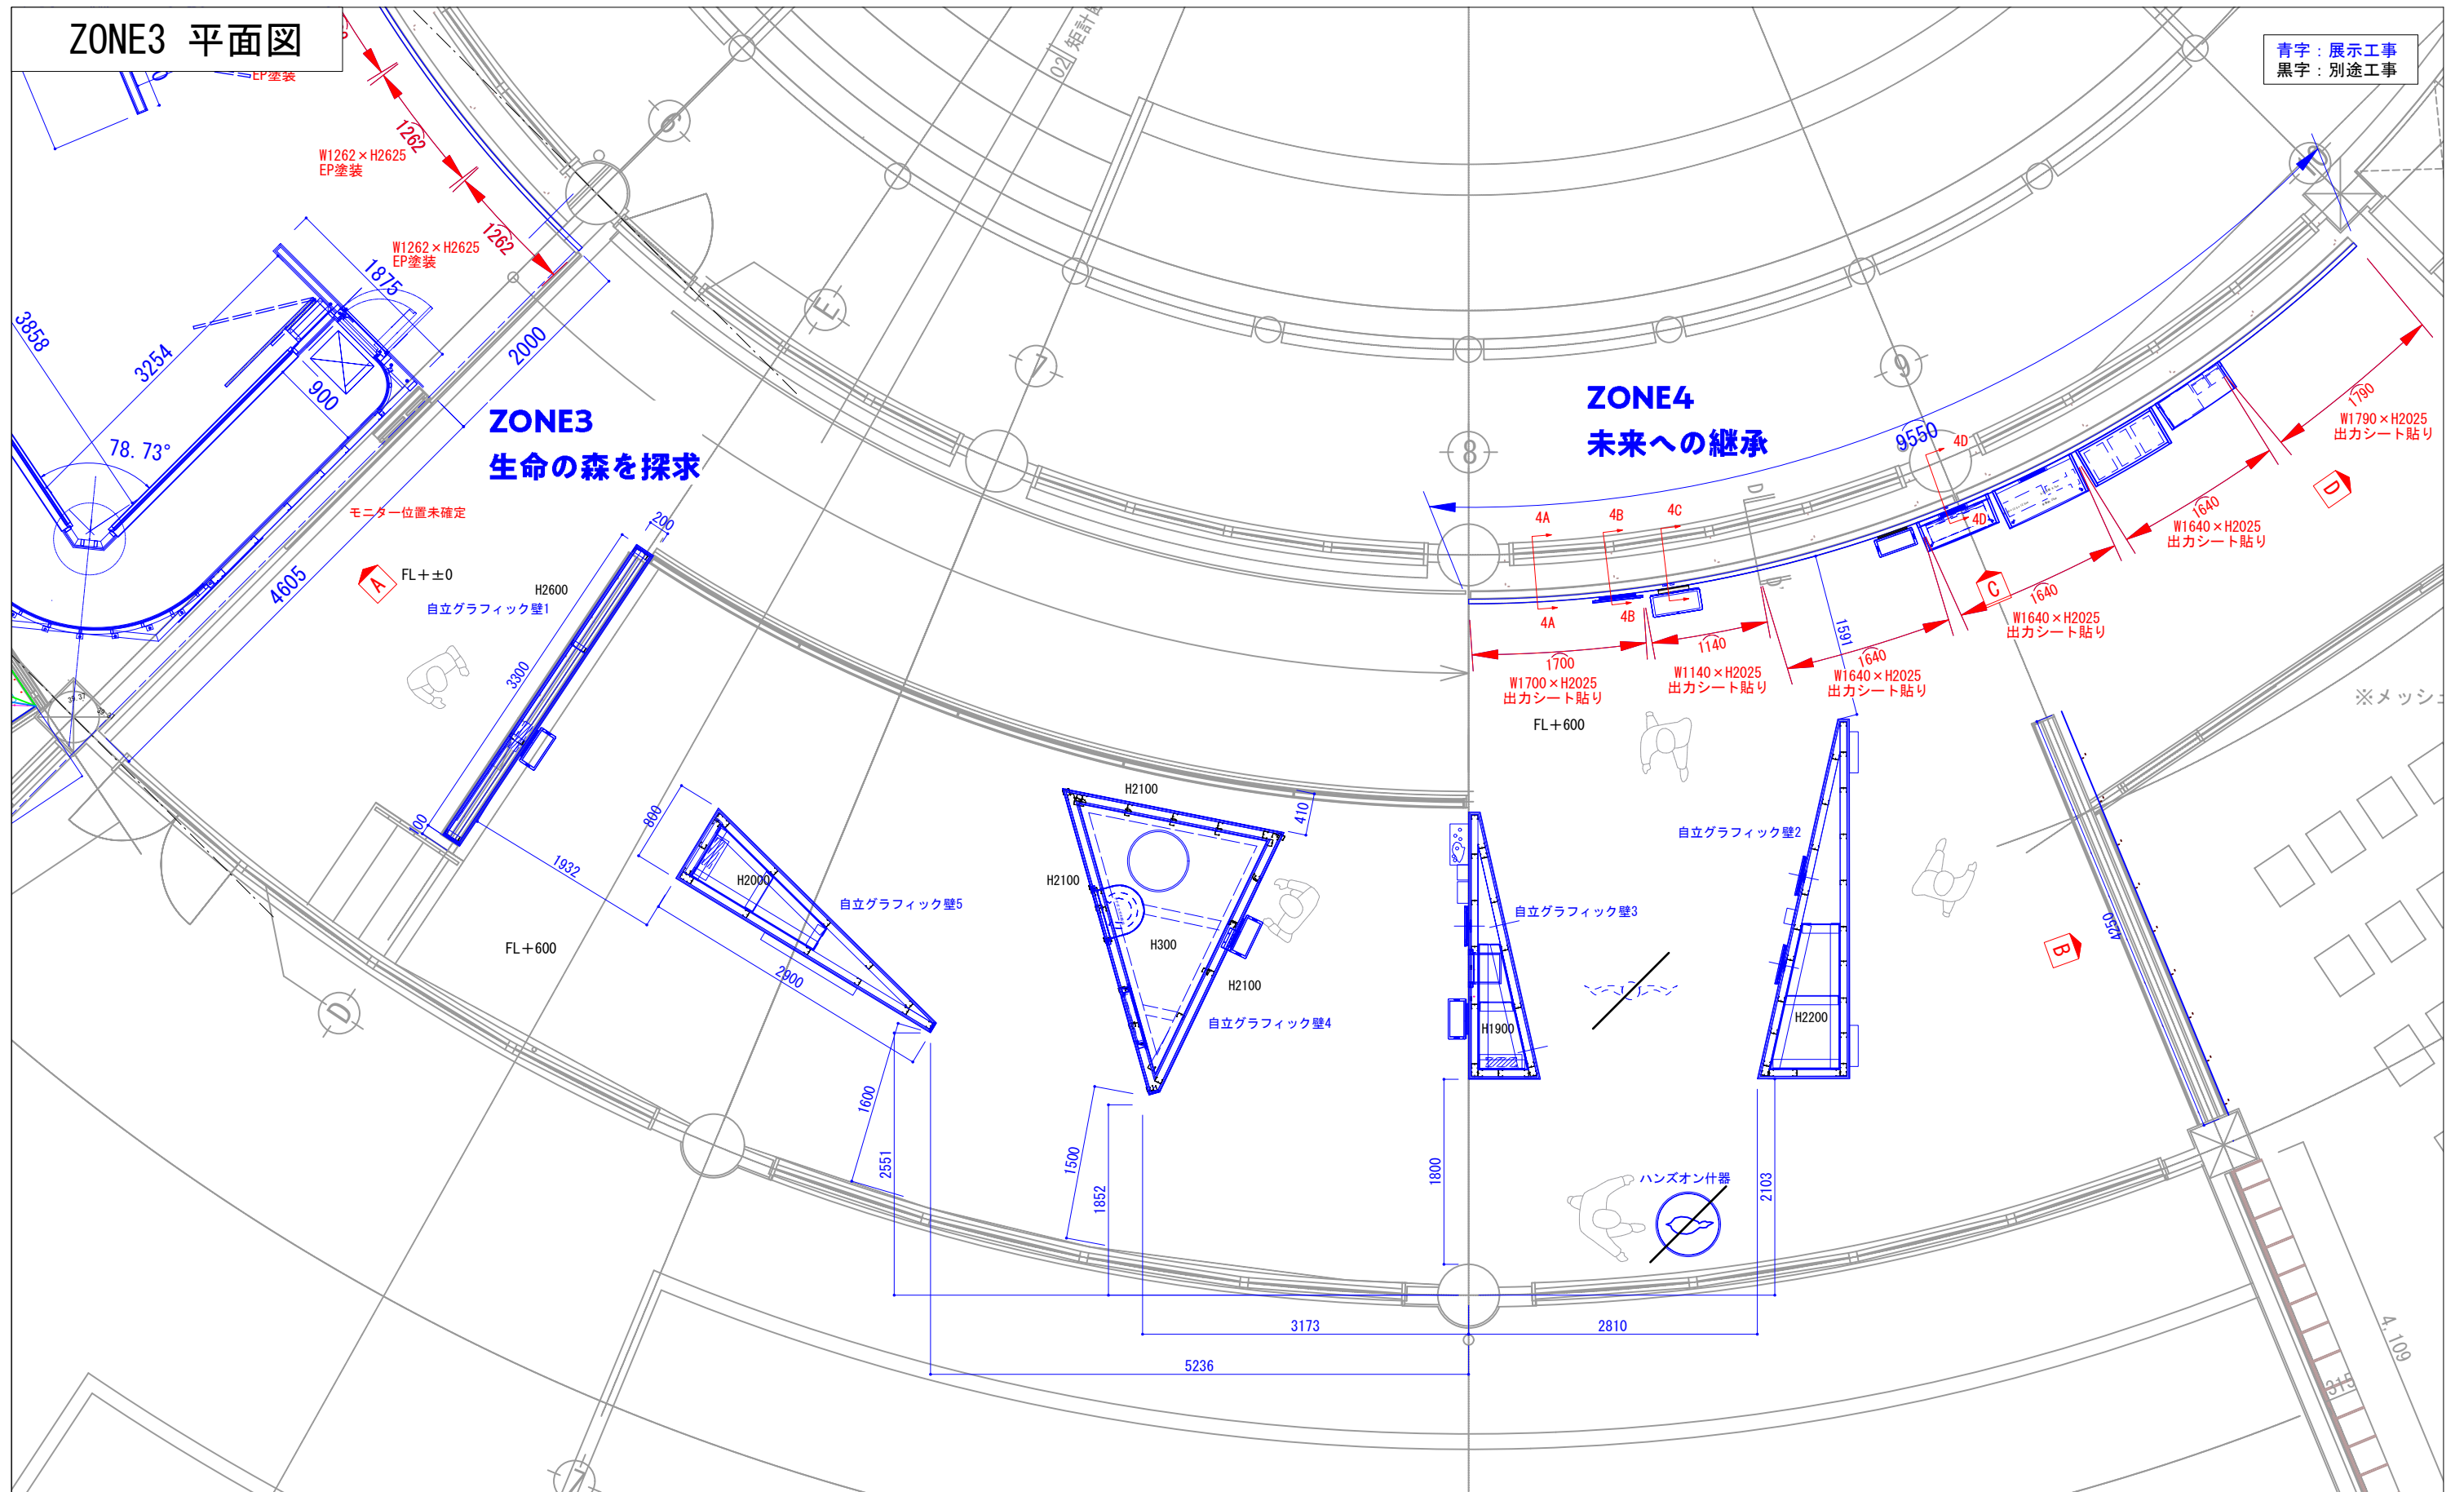 ZONE3 平面図
青字：展示工事
黒字：別途工事
02
EP塗装
1262
W1262×H2625
EP塗装
1262
W1262×H2625
EP塗装
1875
3858
3254
2000
900
78.73°
4605
E
7
8
9
ZONE3
生命の森を探求
ZONE4
未来への継承
9550
モニター位置未確定
A
FL+±0
自立グラフィック壁1
H2600
200
3300
100
4A
4B
4C
D
4D
4D
4A
4B
D'
1700
W1700×H2025
出力シート貼り
1140
W1140×H2025
出力シート貼り
1640
W1640×H2025
出力シート貼り
1591
C
1640
W1640×H2025
出力シート貼り
1640
W1640×H2025
出力シート貼り
1790
W1790×H2025
出力シート貼り
D
FL+600
※メッシュ
800
1932
H2000
自立グラフィック壁5
2900
FL+600
H2100
410
H2100
H300
H2100
自立グラフィック壁4
自立グラフィック壁3
H1900
自立グラフィック壁2
H2200
4250
B
D
1600
2551
1500
1852
1800
ハンズオン什器
2103
3173
2810
5236
4.109
315